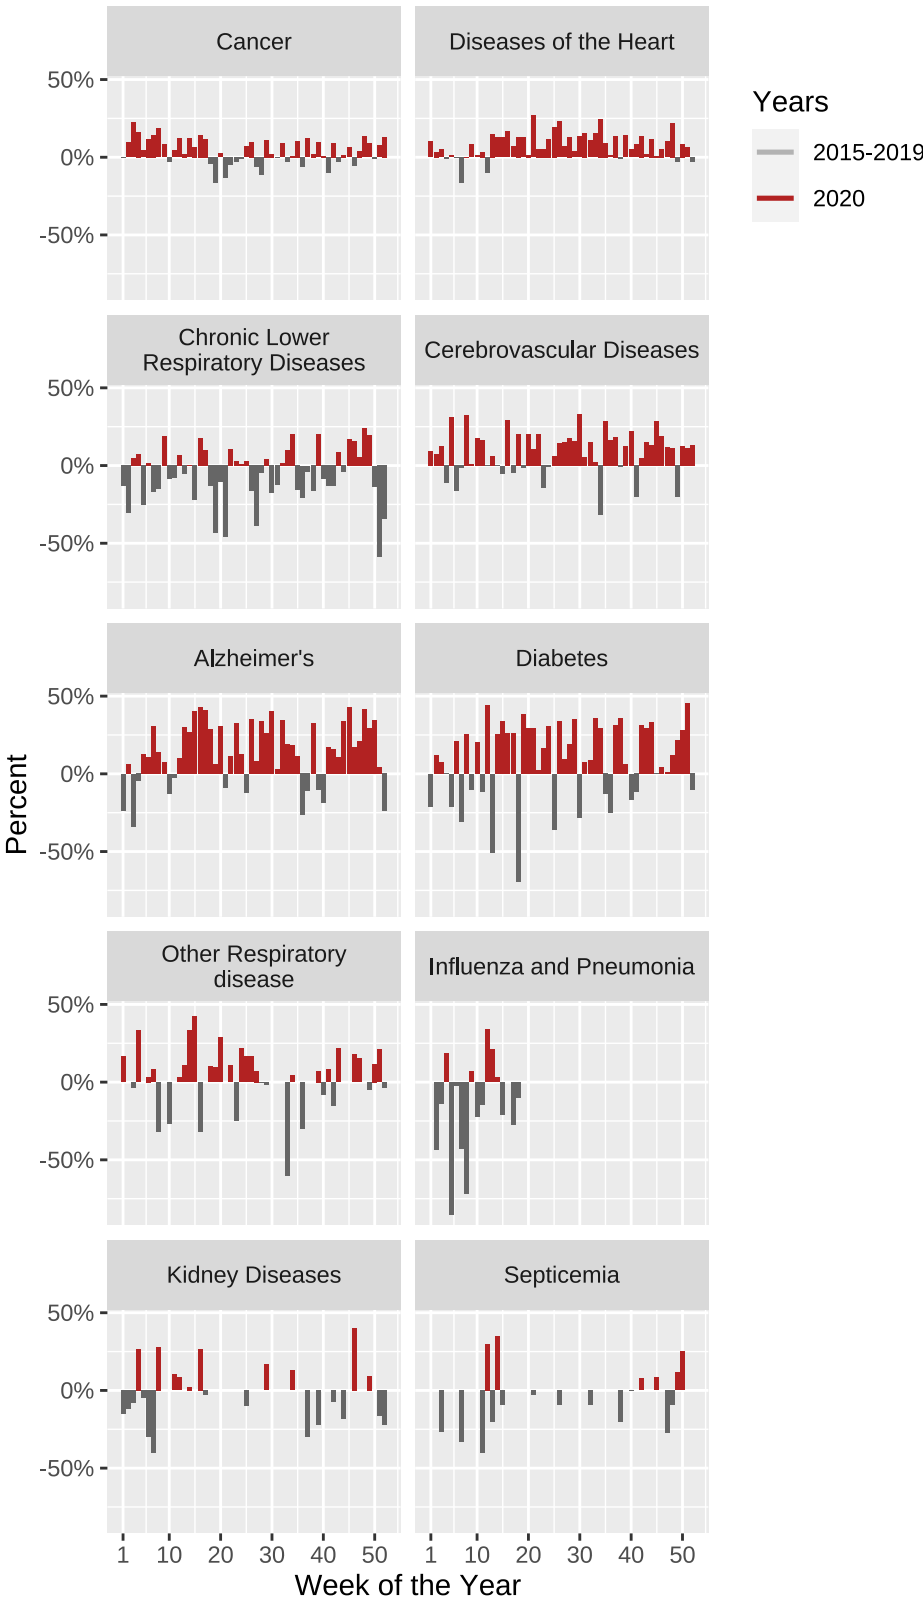 Cancer
Diseases of the Heart
50%
0%
-50%
Years
2015-2019
2020
Chronic Lower
Respiratory Diseases
Cerebrovascular Diseases
50%
0%
-50%
Alzheimer's
Diabetes
50%
0%
-50%
Percent
Other Respiratory
disease
Influenza and Pneumonia
50%
0%
-50%
Kidney Diseases
Septicemia
50%
0%
-50%
1 10 20 30 40 50
1 10 20 30 40 50
Week of the Year